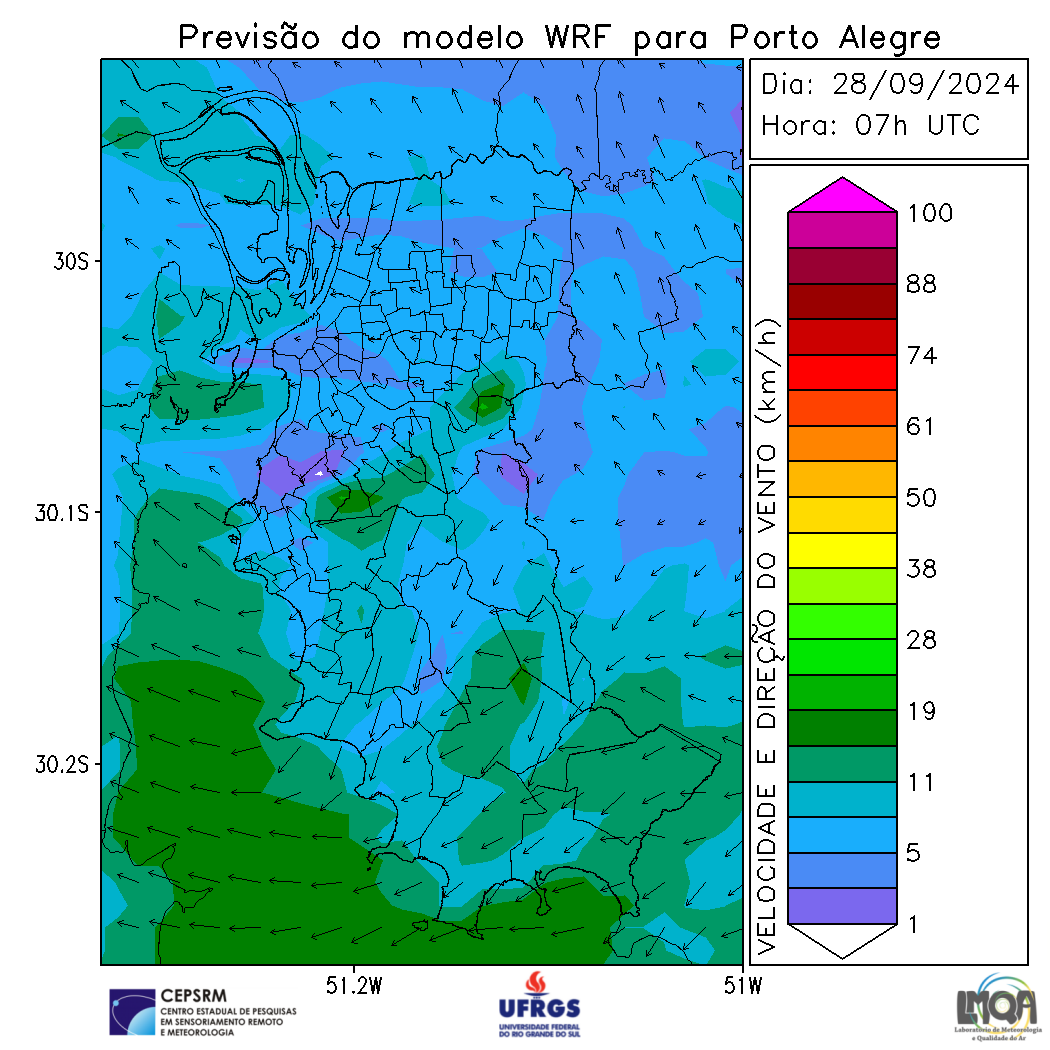 Previsão do modelo WRF para Porto Alegre
Dia: 28/09/2024
Hora: 07h UTC
30S
30.1S
30.2S
51.2W
51W
VELOCIDADE E DIREÇÃO DO VENTO (km/h)
100
88
74
61
50
38
28
19
11
5
1
CEPSRM
CENTRO ESTADUAL DE PESQUISAS
EM SENSORIAMENTO REMOTO
E METEOROLOGIA
UFRGS
UNIVERSIDADE FEDERAL
DO RIO GRANDE DO SUL
LMQA
Laboratório de Meteorologia
e Qualidade do Ar